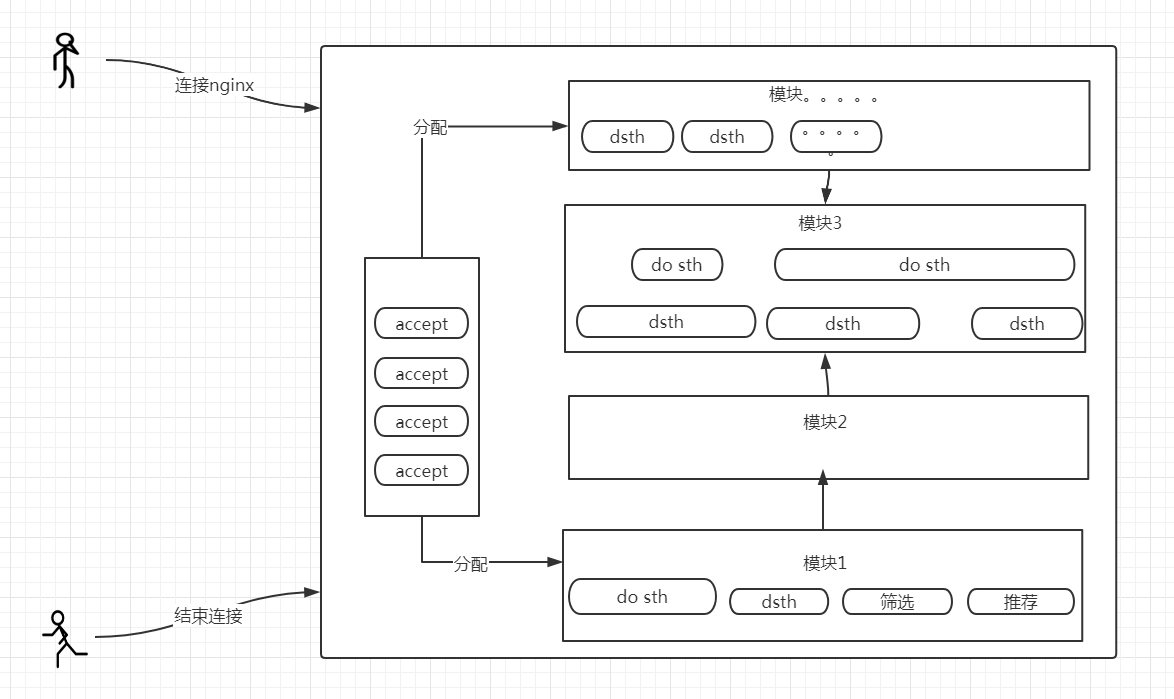 连接nginx
模块。。。。。
分配
dsth
dsth
。。。。
。
模块3
do sth
do sth
accept
dsth
dsth
dsth
accept
accept
模块2
accept
分配
模块1
do sth
dsth
筛选
推荐
结束连接